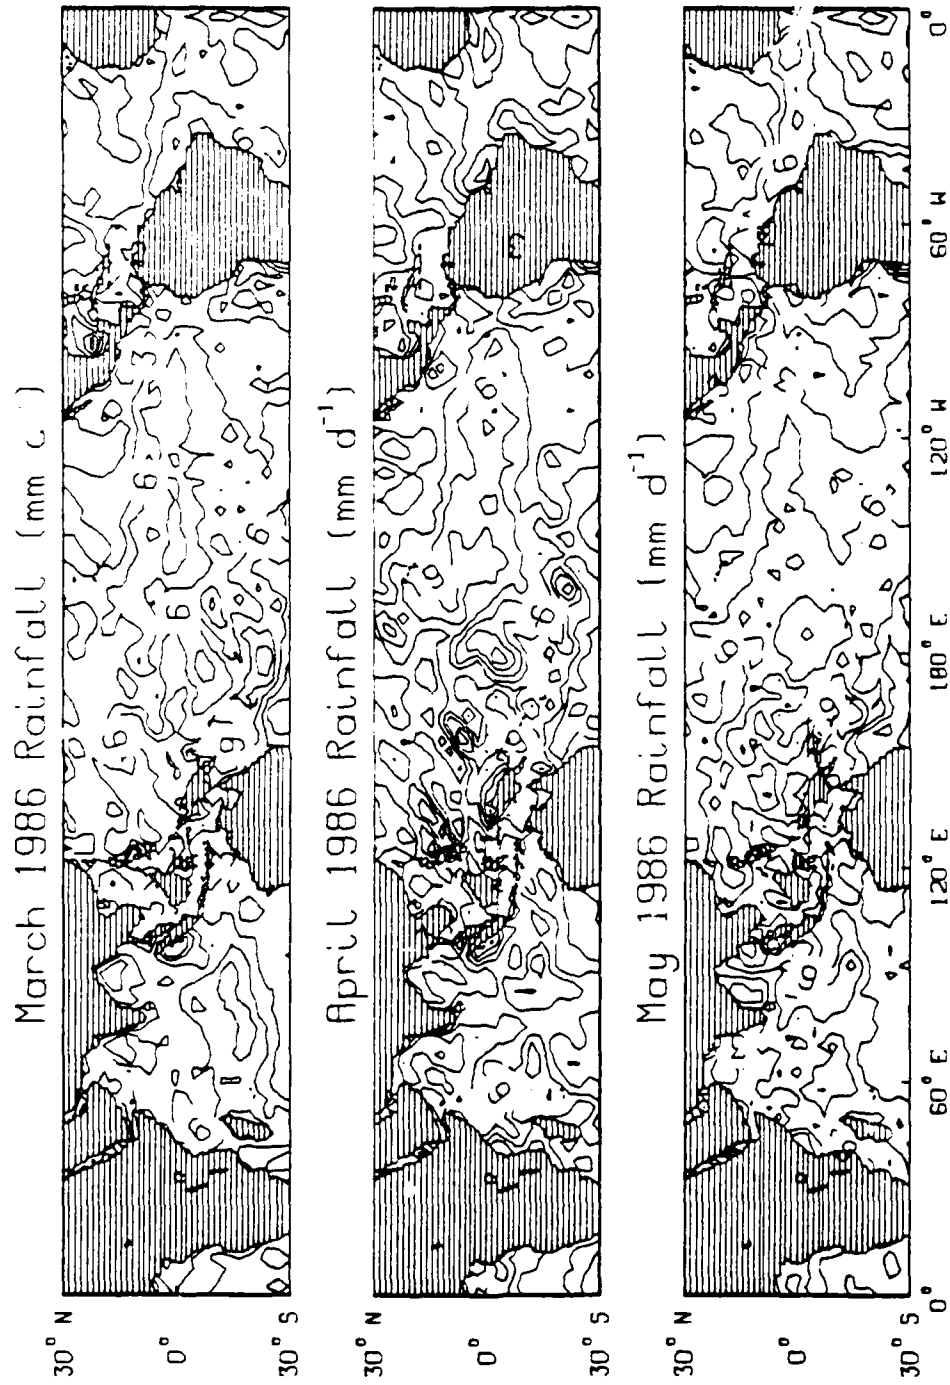 March 1986 Rainfall (mm d
30° N
0°
30° S
April 1986 Rainfall (mm d⁻¹)
30° N
0°
30° S
May 1986 Rainfall (mm d⁻¹)
30° N
0°
30° S
0° 60° E 120° E 180° E 120° W 60° W 0°